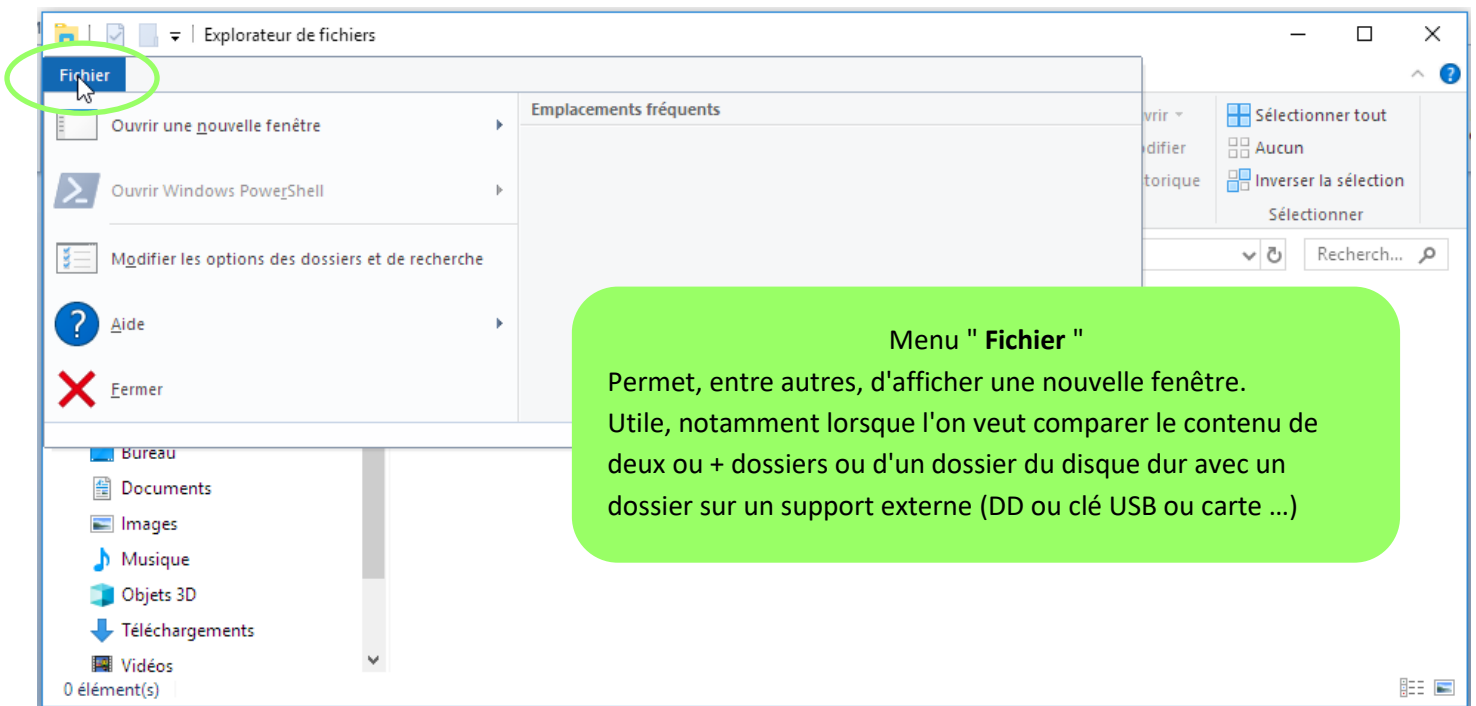 Explorateur de fichiers
Fichier
Ouvrir une nouvelle fenêtre
Ouvrir Windows PowerShell
Modifier les options des dossiers et de recherche
Aide
Fermer
Emplacements fréquents
Sélectionner tout
Aucun
Inverser la sélection
Sélectionner
Recherch...
Menu " Fichier "
Permet, entre autres, d'afficher une nouvelle fenêtre.
Utile, notamment lorsque l'on veut comparer le contenu de
deux ou + dossiers ou d'un dossier du disque dur avec un
dossier sur un support externe (DD ou clé USB ou carte …)
Bureau
Documents
Images
Musique
Objets 3D
Téléchargements
Vidéos
0 élément(s)